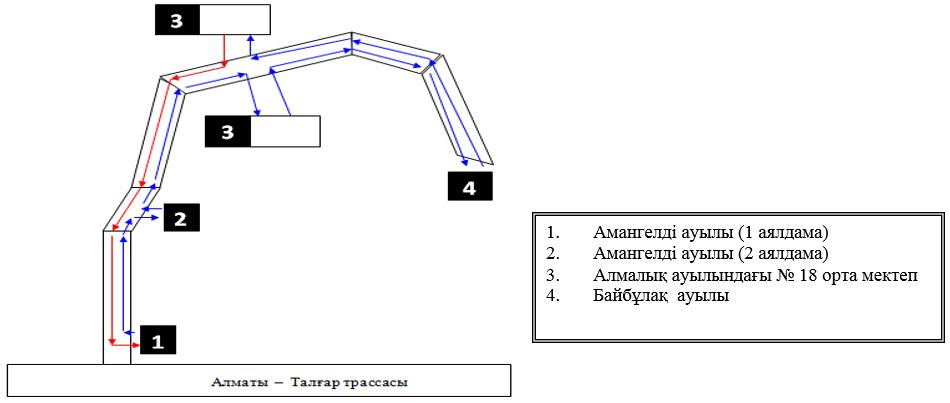 3
3
4
2
1
Алматы – Талғар трассасы
1. Амангелді ауылы (1 аялдама)
2. Амангелді ауылы (2 аялдама)
3. Алмалық ауылындағы № 18 орта мектеп
4. Байбұлақ ауылы